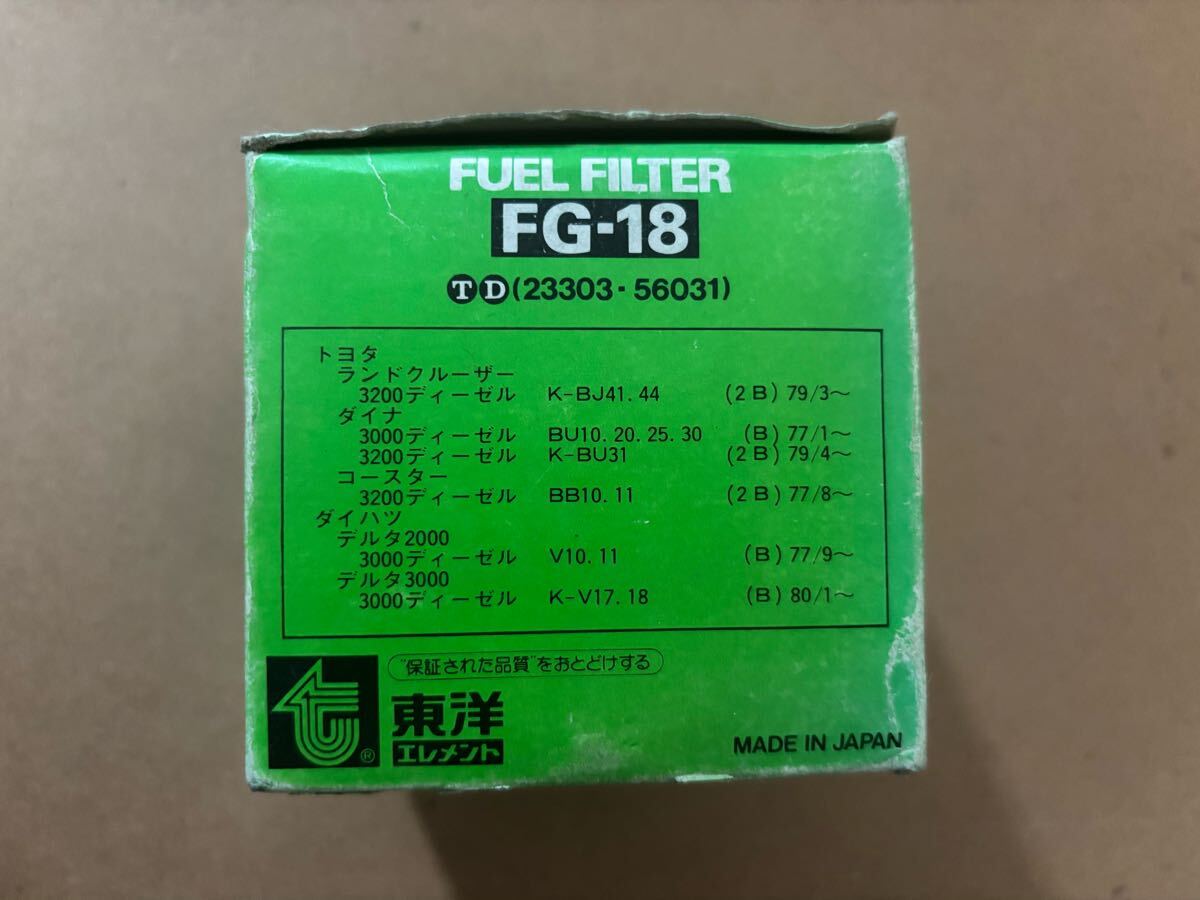 FUEL FILTER
FG-18
T D (23303・56031)
トヨタ
ランドクルーザー
3200ディーゼル K-BJ41.44 (2B) 79/3〜
ダイナ
3000ディーゼル BU10.20.25.30 (B) 77/1〜
3200ディーゼル K-BU31 (2B) 79/4〜
コースター
3200ディーゼル BB10.11 (2B) 77/8〜
ダイハツ
デルタ2000
3000ディーゼル V10.11 (B) 77/9〜
デルタ3000
3000ディーゼル K-V17.18 (B) 80/1〜
"保証された品質"をおとどけする
®
東洋
エレメント
MADE IN JAPAN